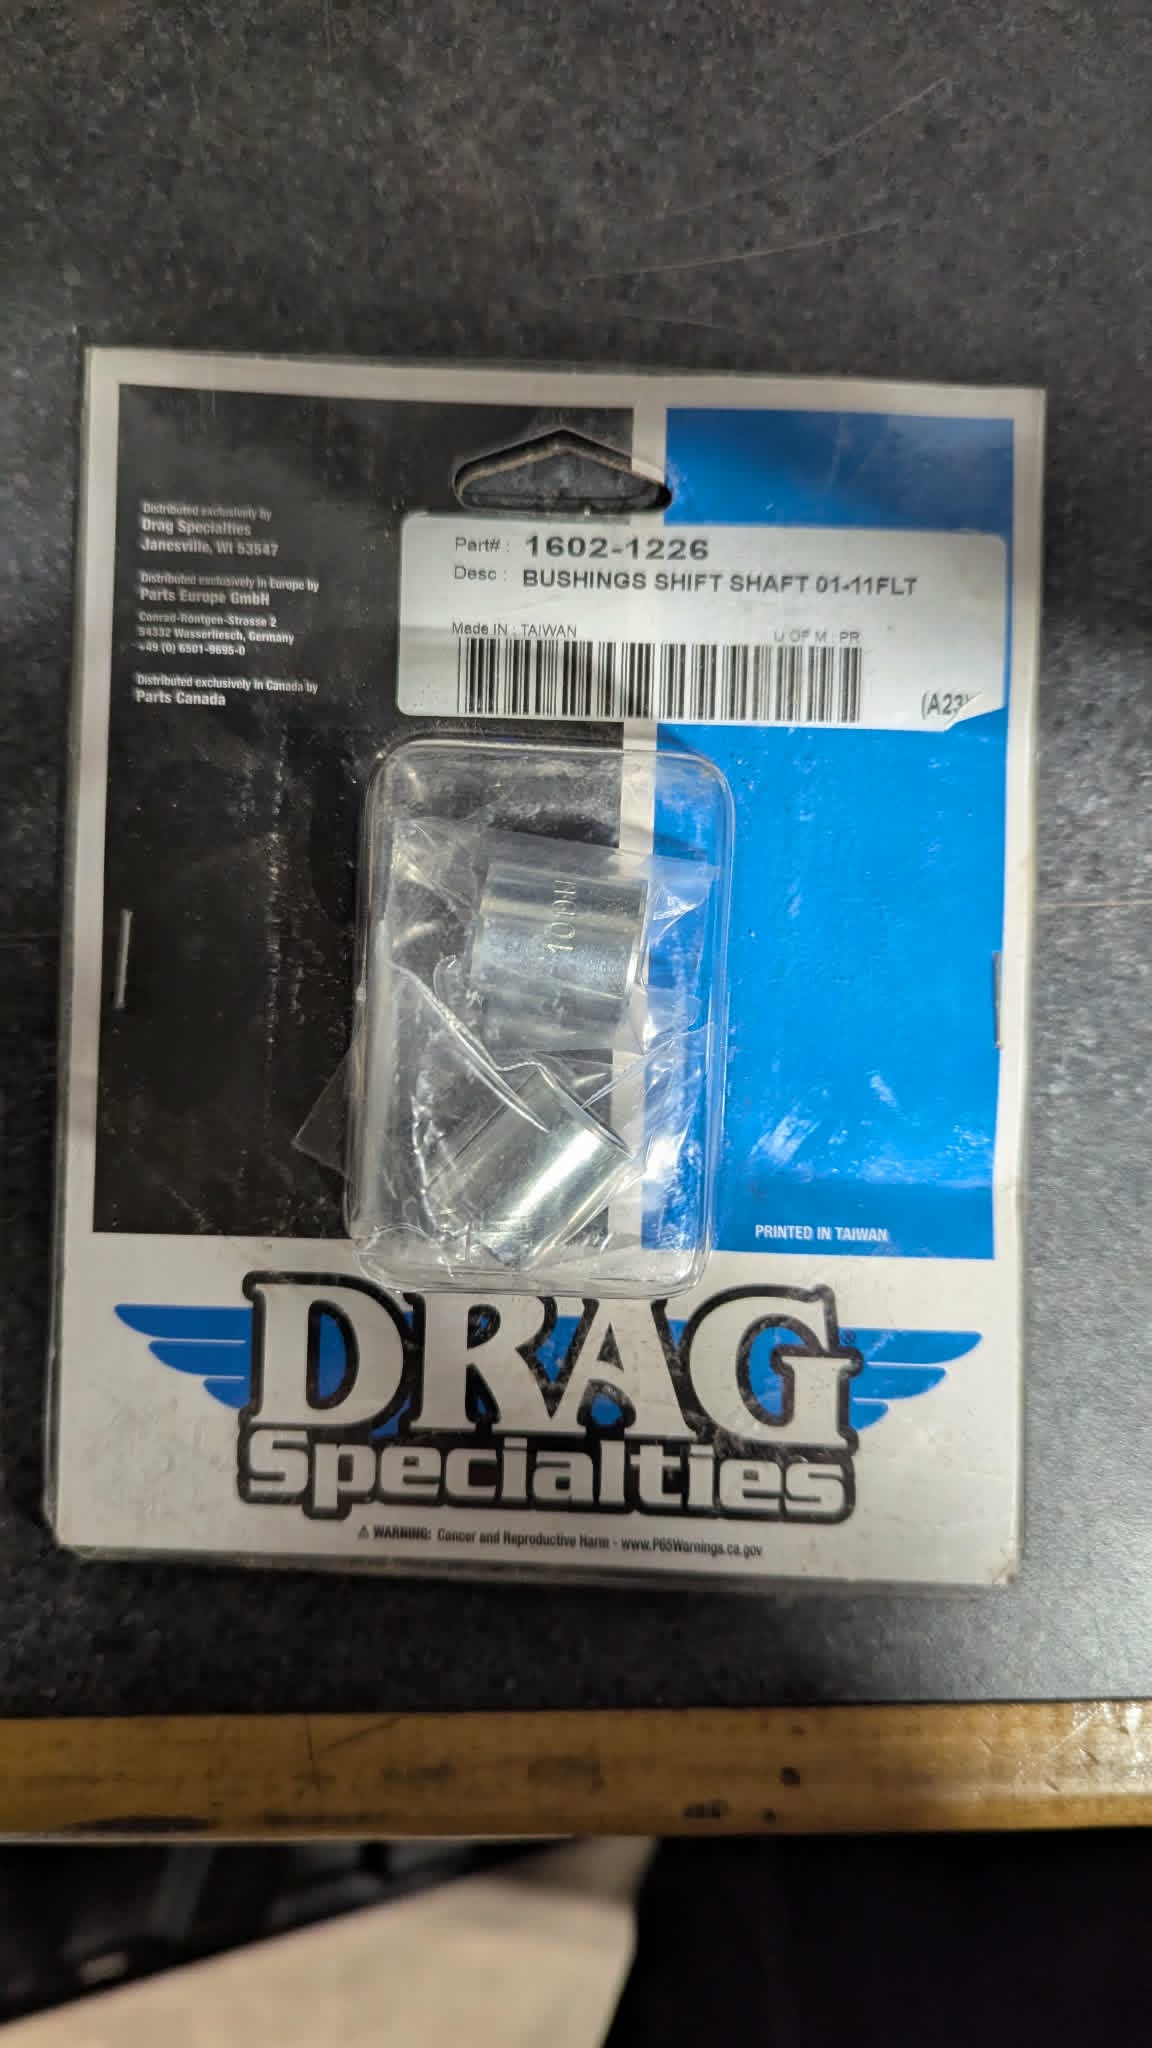 Distributed exclusively by
Drag Specialties
Janesville, WI 53547
Distributed exclusively in Europe by
Parts Europe GmbH
Conrad-Röntgen-Strasse 2
54332 Wasserliesch, Germany
+49 (0) 6501-9695-0
Distributed exclusively in Canada by
Parts Canada
Part# : 1602-1226
Desc : BUSHINGS SHIFT SHAFT 01-11FLT
Made IN : TAIWAN U OF M : PR
(A23)
PRINTED IN TAIWAN
DRAG®
Specialties
⚠ WARNING: Cancer and Reproductive Harm - www.P65Warnings.ca.gov